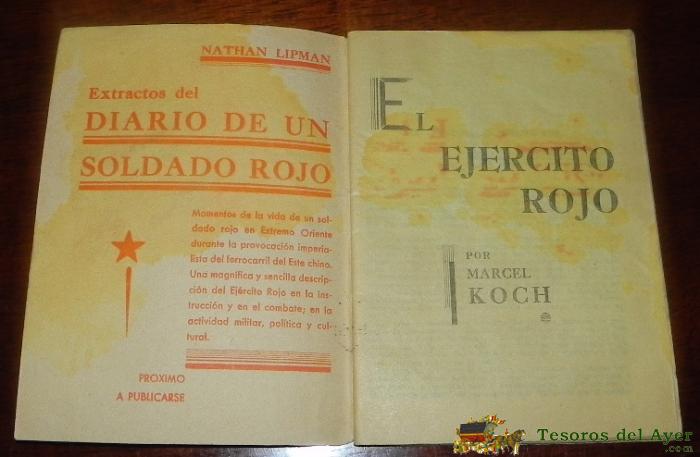 NATHAN LIPMAN
Extractos del
DIARIO DE UN
SOLDADO ROJO
Momentos de la vida de un sol-
dado rojo en Extremo Oriente
durante la provocación imperia-
lista del ferrocarril del Este chino.
Una magnífica y sencilla descrip-
ción del Ejército Rojo en la ins-
trucción y en el combate; en la
actividad militar, política y cul-
tural.
PROXIMO
A PUBLICARSE
EL
EJERCITO
ROJO
POR
MARCEL
KOCH
Tesoros del Ayer
.com